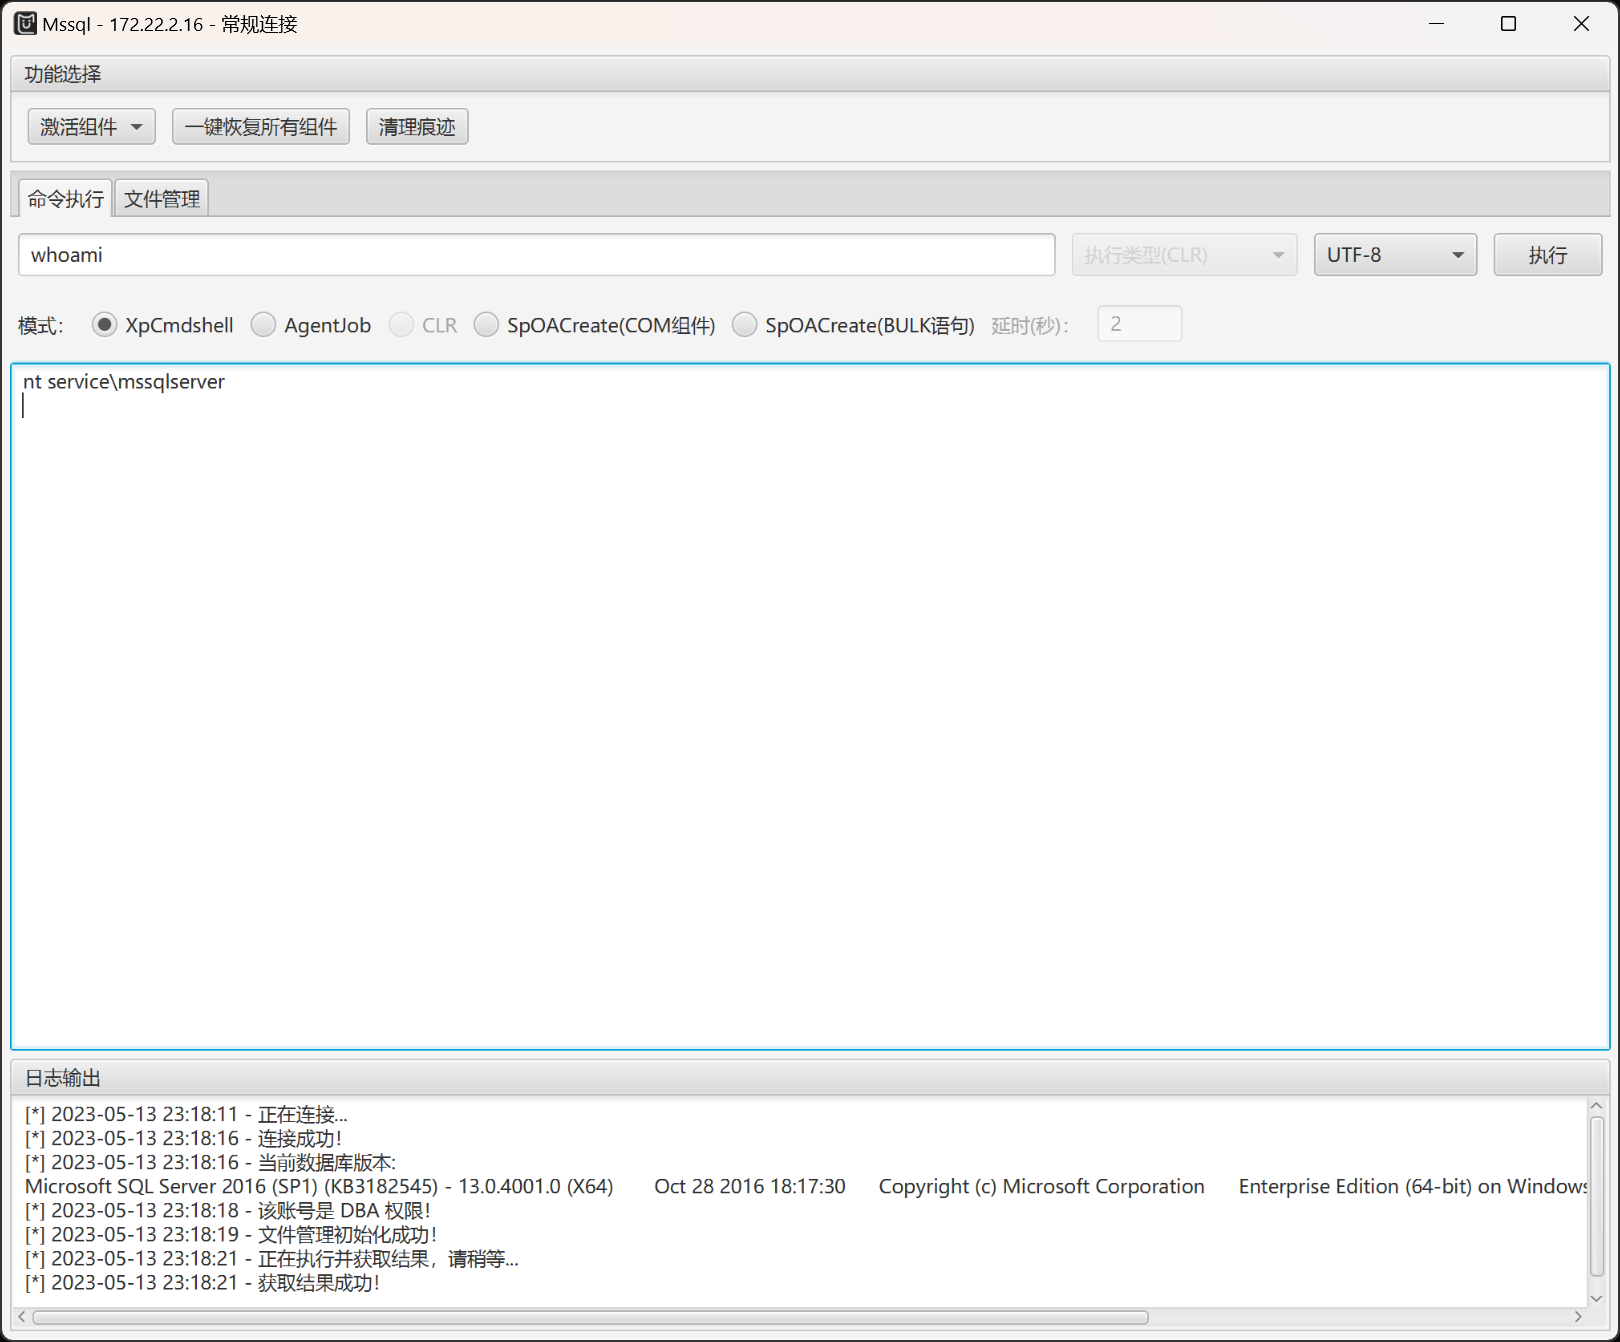 Mssql - 172.22.2.16 - 常规连接
功能选择
激活组件 一键恢复所有组件 清理痕迹
命令执行 文件管理
whoami 执行类型(CLR) UTF-8 执行
模式： XpCmdshell AgentJob CLR SpOACreate(COM组件) SpOACreate(BULK语句) 延时(秒)： 2
nt service\mssqlserver
日志输出
[*] 2023-05-13 23:18:11 - 正在连接...
[*] 2023-05-13 23:18:16 - 连接成功！
[*] 2023-05-13 23:18:16 - 当前数据库版本:
Microsoft SQL Server 2016 (SP1) (KB3182545) - 13.0.4001.0 (X64) Oct 28 2016 18:17:30 Copyright (c) Microsoft Corporation Enterprise Edition (64-bit) on Windows
[*] 2023-05-13 23:18:18 - 该账号是 DBA 权限！
[*] 2023-05-13 23:18:19 - 文件管理初始化成功！
[*] 2023-05-13 23:18:21 - 正在执行并获取结果，请稍等...
[*] 2023-05-13 23:18:21 - 获取结果成功！